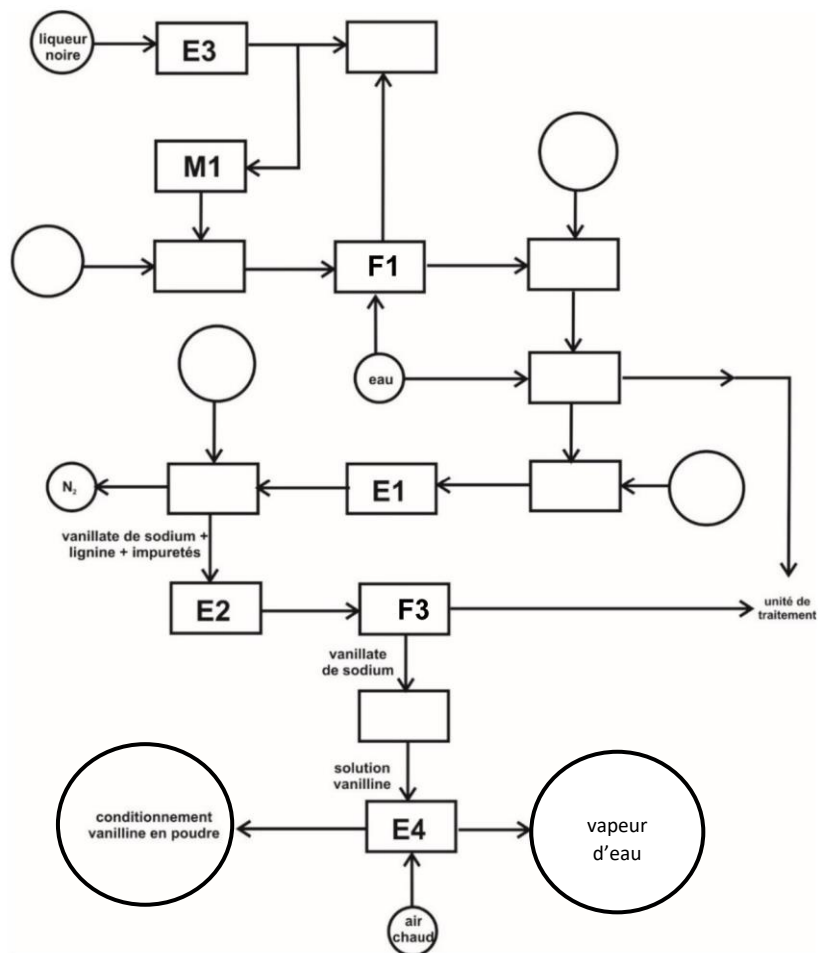 liqueur
noire
E3
M1
F1
eau
N₂
E1
vanillate de sodium +
lignine + impuretés
E2
F3
unité de
traitement
vanillate
de sodium
solution
vanilline
conditionnement
vanilline en poudre
E4
vapeur
d'eau
air
chaud